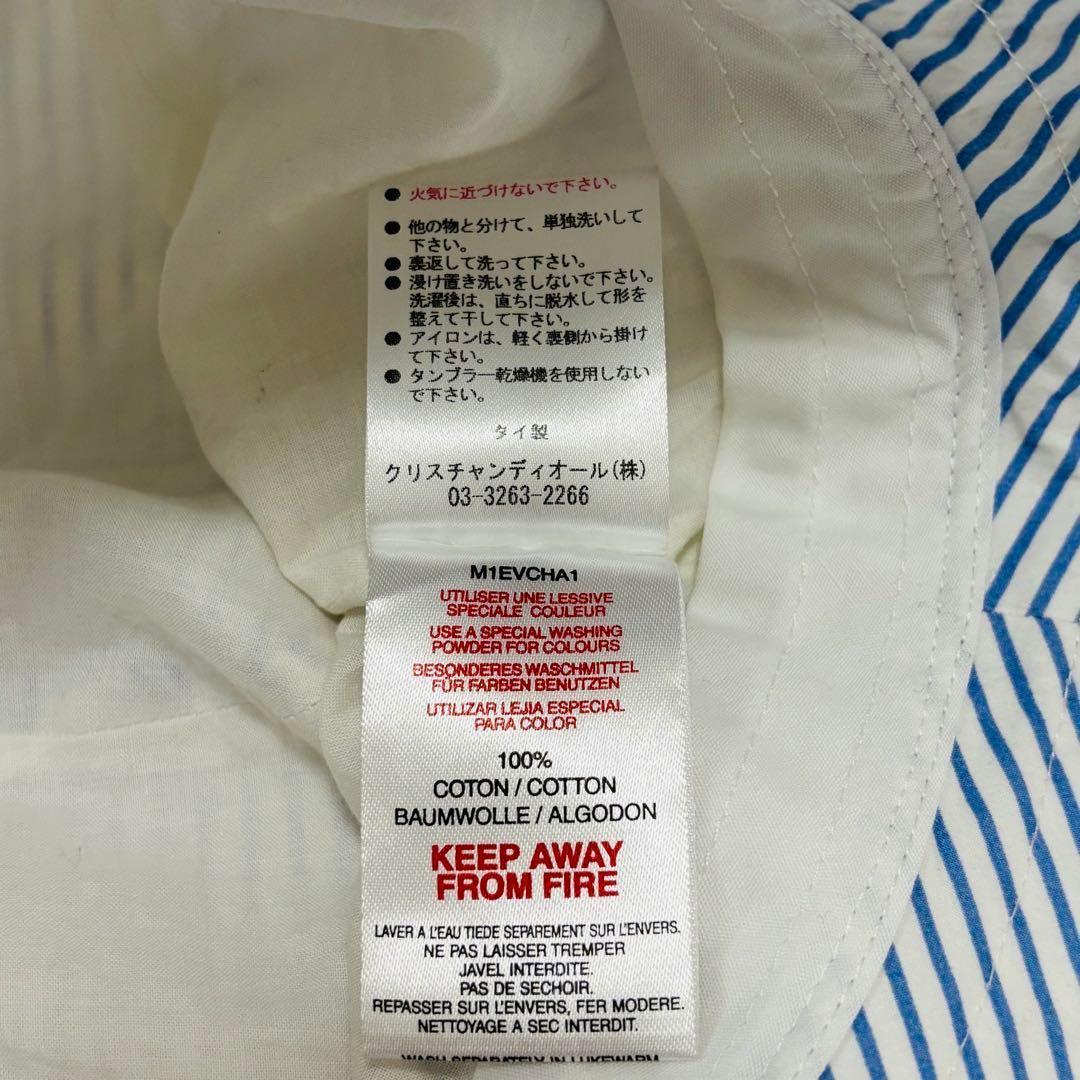 ● 火気に近づけないで下さい。
● 他の物と分けて、単独洗いして
下さい。
● 裏返して洗って下さい。
● 浸け置き洗いをしないで下さい。
洗濯後は、直ちに脱水して形を
整えて干して下さい。
● アイロンは、軽く裏側から掛け
て下さい。
● タンブラー乾燥機を使用しない
で下さい。
タイ製
クリスチャンディオール(株)
03-3263-2266
M1EVCHA1
UTILISER UNE LESSIVE
SPECIALE COULEUR
USE A SPECIAL WASHING
POWDER FOR COLOURS
BESONDERES WASCHMITTEL
FÜR FARBEN BENUTZEN
UTILIZAR LEJIA ESPECIAL
PARA COLOR
100%
COTON / COTTON
BAUMWOLLE / ALGODON
KEEP AWAY
FROM FIRE
LAVER A L'EAU TIEDE SEPAREMENT SUR L'ENVERS.
NE PAS LAISSER TREMPER
JAVEL INTERDITE.
PAS DE SECHOIR.
REPASSER SUR L'ENVERS, FER MODERE.
NETTOYAGE A SEC INTERDIT.
WASH SEPARATELY IN LUKEWARM